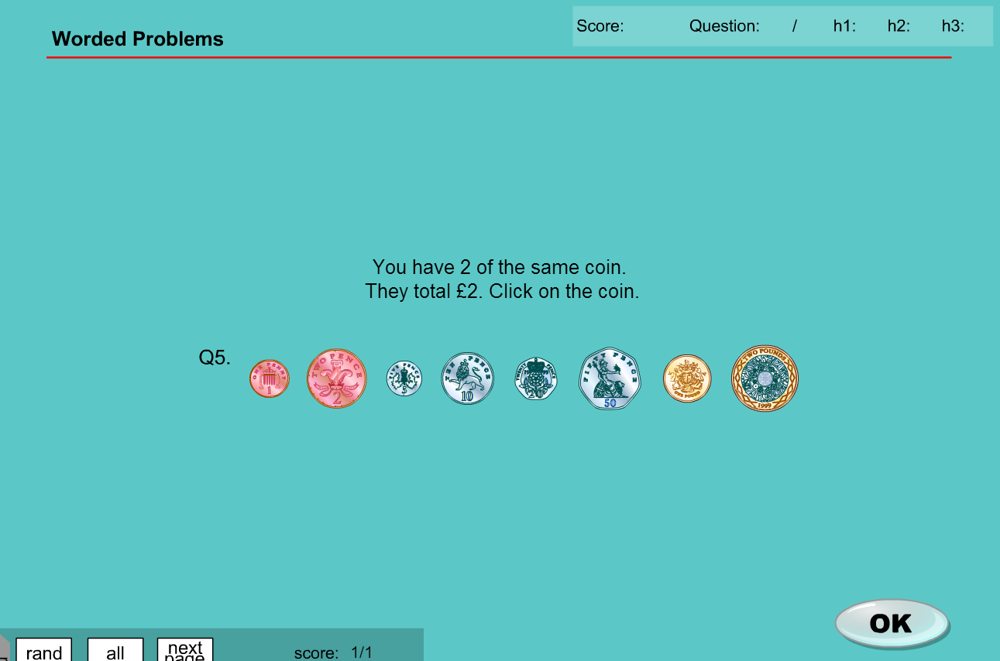 Worded Problems
Score: Question: / h1: h2: h3:
You have 2 of the same coin.
They total £2. Click on the coin.
Q5.
ONE PENNY 1
TWO PENCE 2
FIVE PENCE 5
TEN PENCE 10
TWENTY PENCE 20
FIFTY PENCE 50
ONE POUND
TWO POUNDS 1999
OK
rand all next page score: 1/1